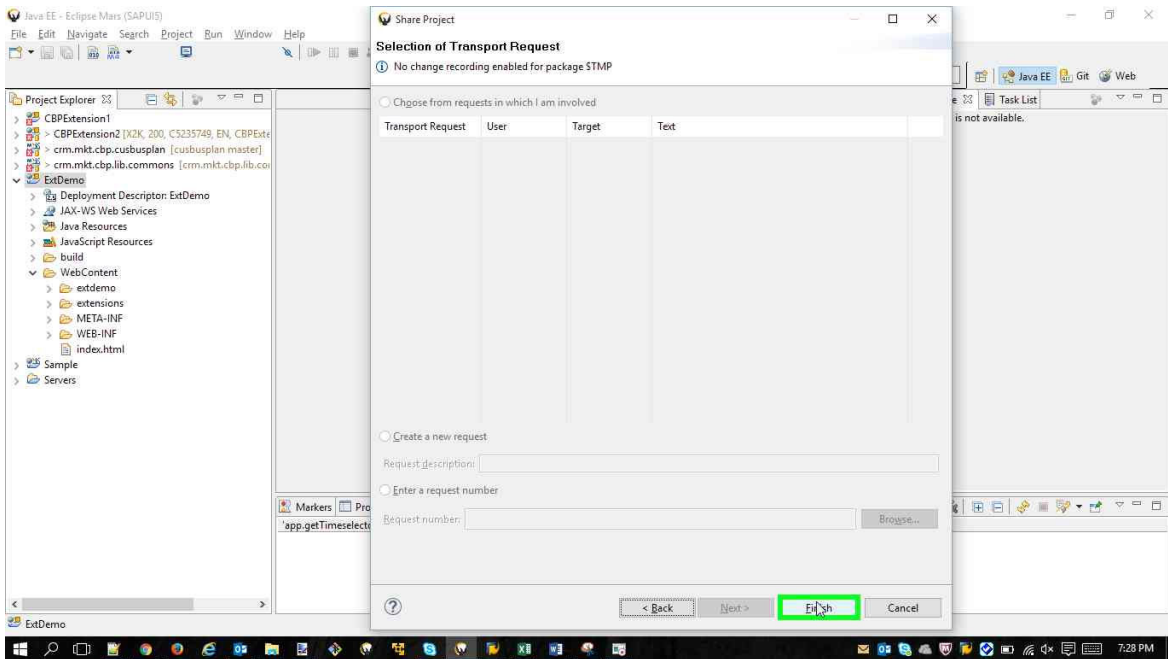 Java EE - Eclipse Mars (SAPUI5)
File Edit Navigate Search Project Run Window Help
Java EE Git Web
Project Explorer
CBPExtension1
> CBPExtension2 [X2K, 200, C5235749, EN, CBPExte
> crm.mkt.cbp.cusbusplan [cusbusplan master]
> crm.mkt.cbp.lib.commons [crm.mkt.cbp.lib.co
ExtDemo
Deployment Descriptor: ExtDemo
JAX-WS Web Services
Java Resources
JavaScript Resources
build
WebContent
extdemo
extensions
META-INF
WEB-INF
index.html
Sample
Servers
Share Project
Selection of Transport Request
No change recording enabled for package $TMP
Choose from requests in which I am involved
Transport Request User Target Text
Create a new request
Request description:
Enter a request number
Request number: Browse...
? < Back Next > Finish Cancel
e Task List
is not available.
Markers Pro
'app.getTimeselecto
ExtDemo
7:28 PM